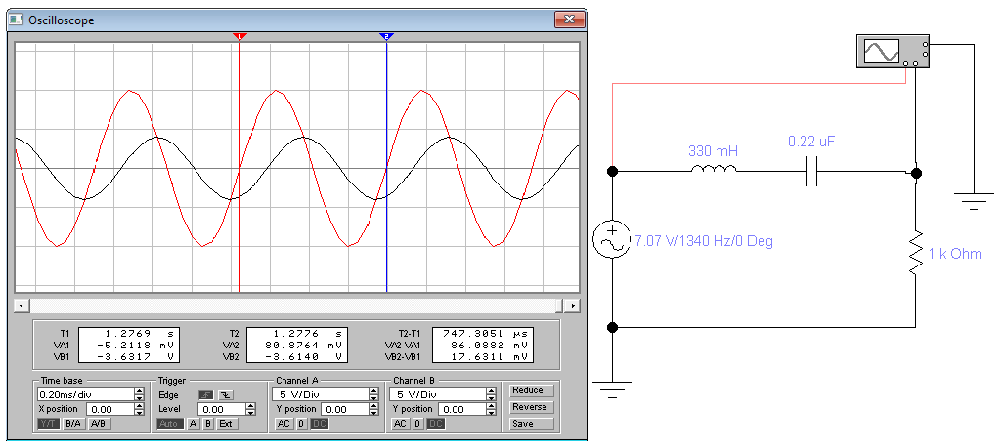 Oscilloscope
1
2
T1 1.2769 s T2 1.2776 s T2-T1 747.3051 µs
VA1 -5.2118 mV VA2 80.8764 mV VA2-VA1 86.0882 mV
VB1 -3.6317 V VB2 -3.6140 V VB2-VB1 17.6311 mV
Time base Trigger Channel A Channel B
0.20ms/div Edge 5 V/Div 5 V/Div Reduce
X position 0.00 Level 0.00 Y position 0.00 Y position 0.00 Reverse
Y/T B/A A/B Auto A B Ext AC 0 DC AC 0 DC Save
330 mH
0.22 uF
7.07 V/1340 Hz/0 Deg
1 k Ohm